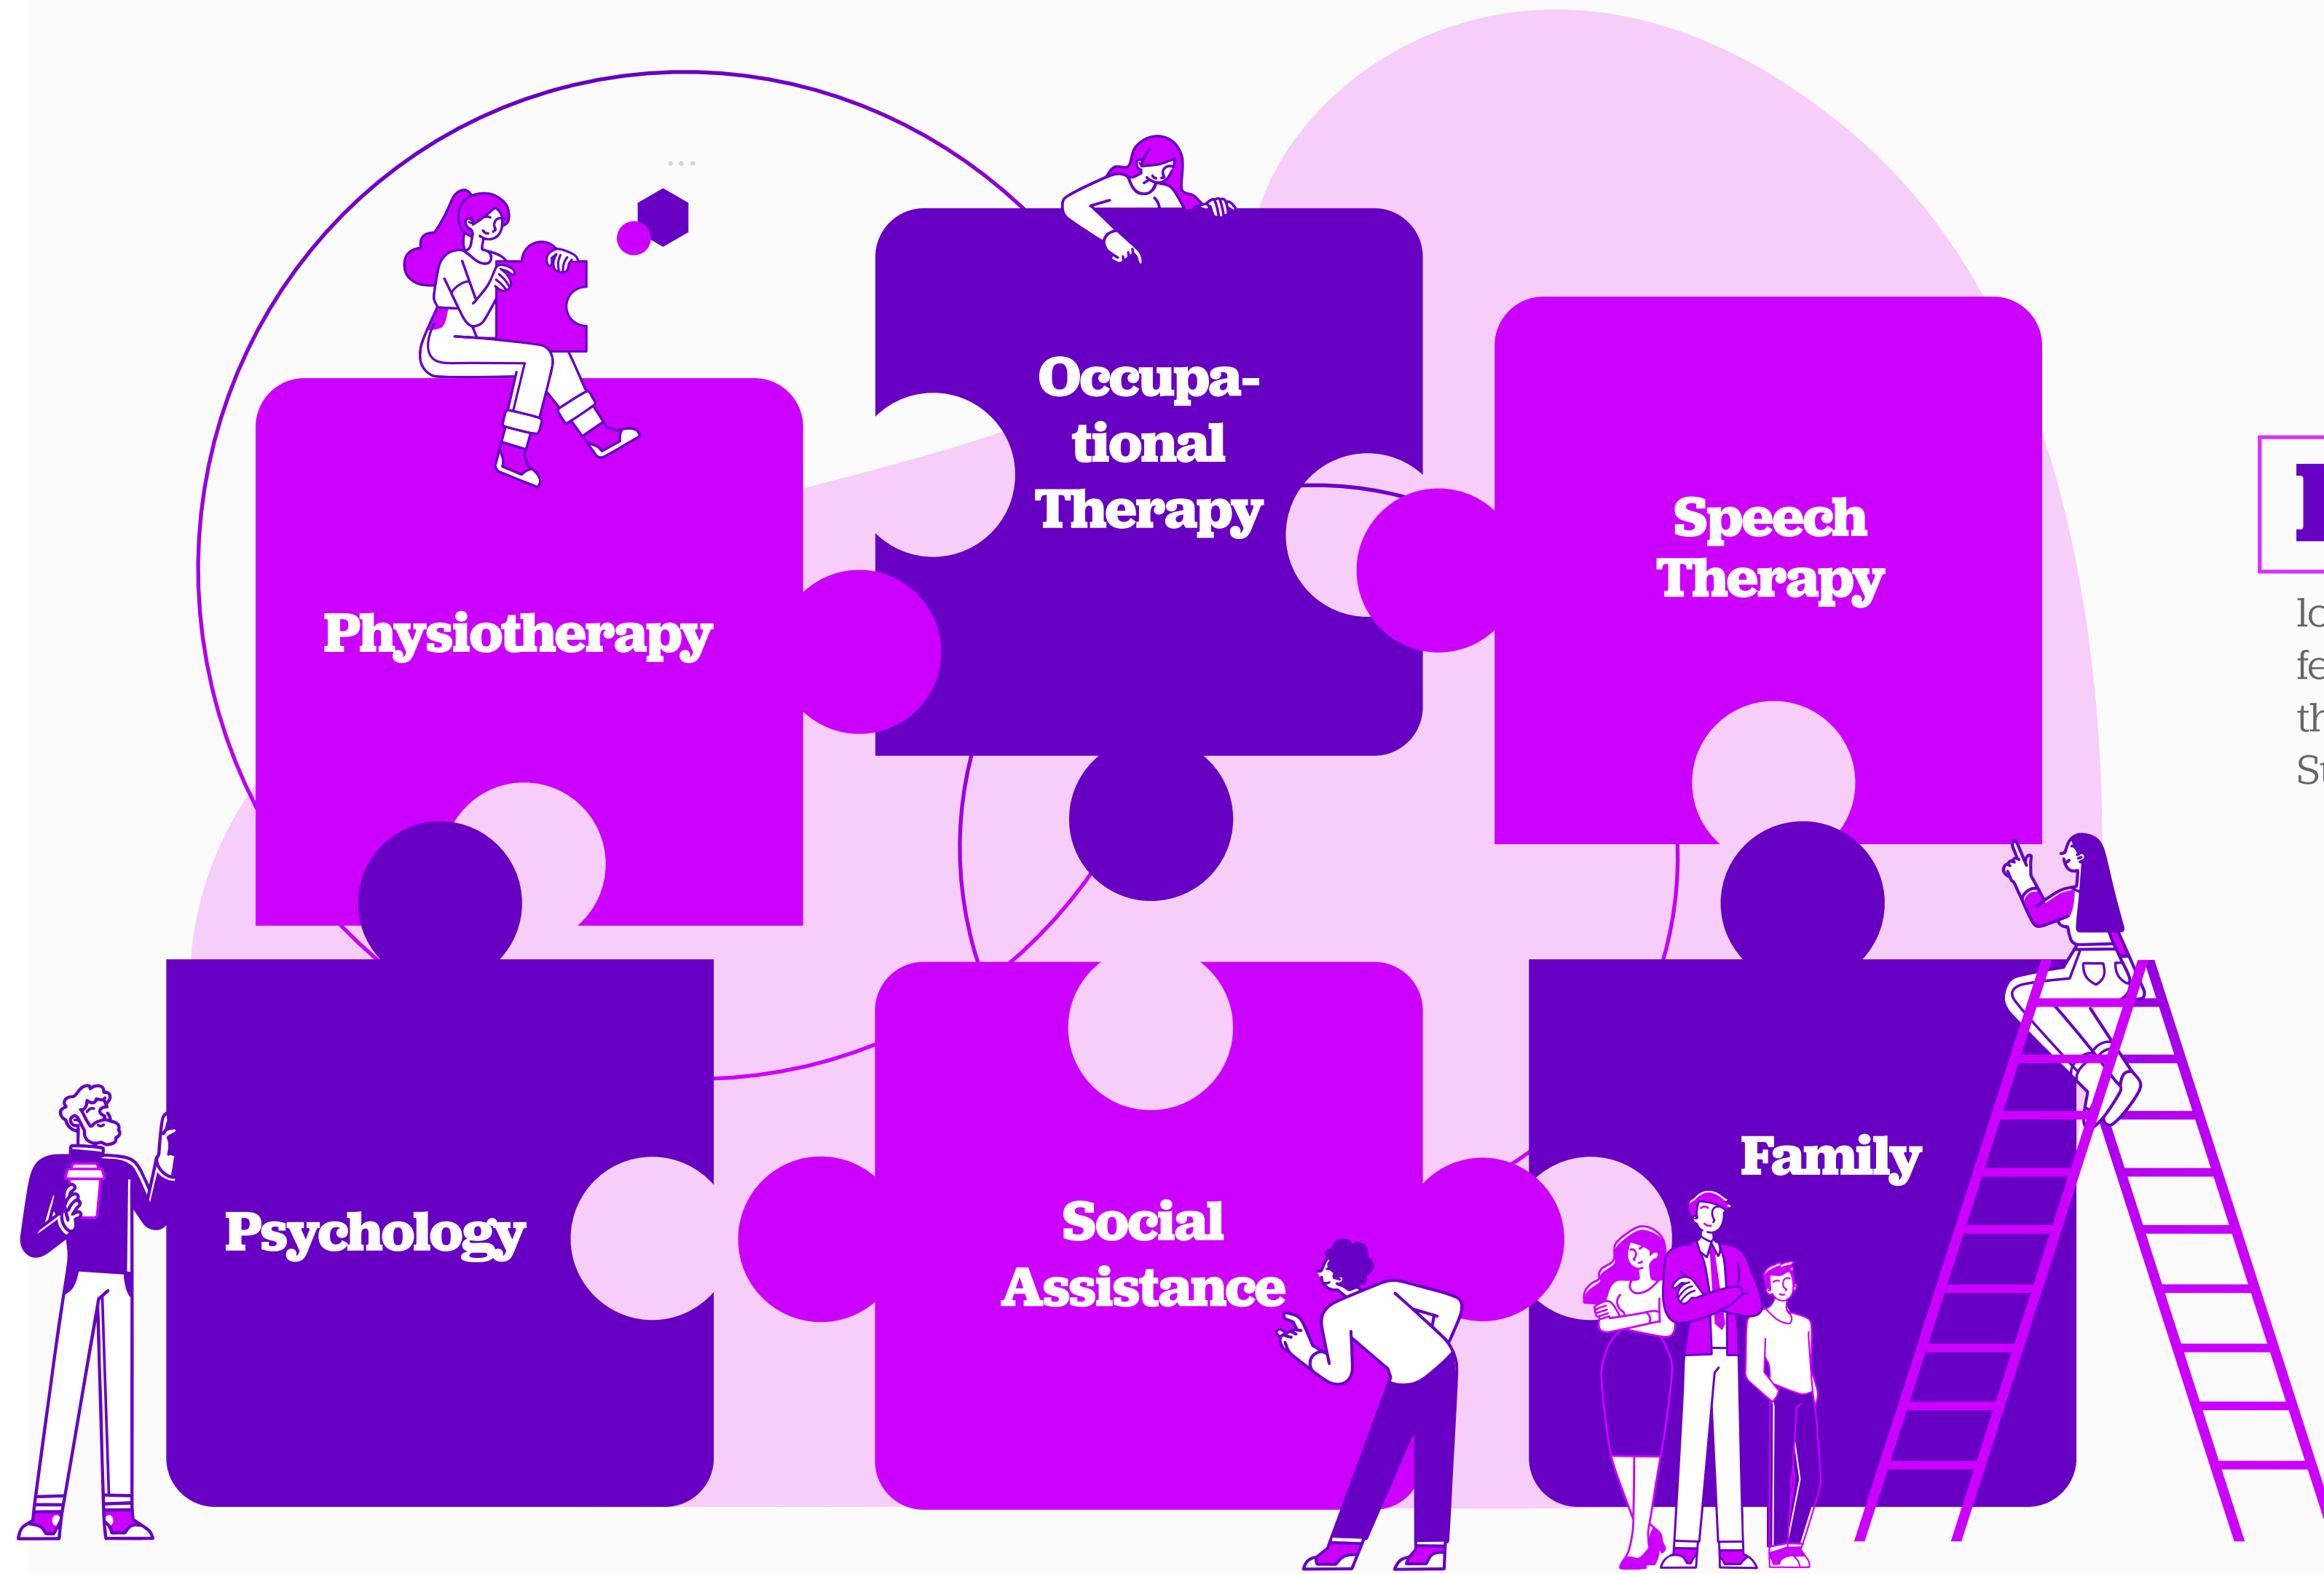 Occupa-
tional
Therapy
Speech
Therapy
Physiotherapy
Family
Psychology
Social
Assistance